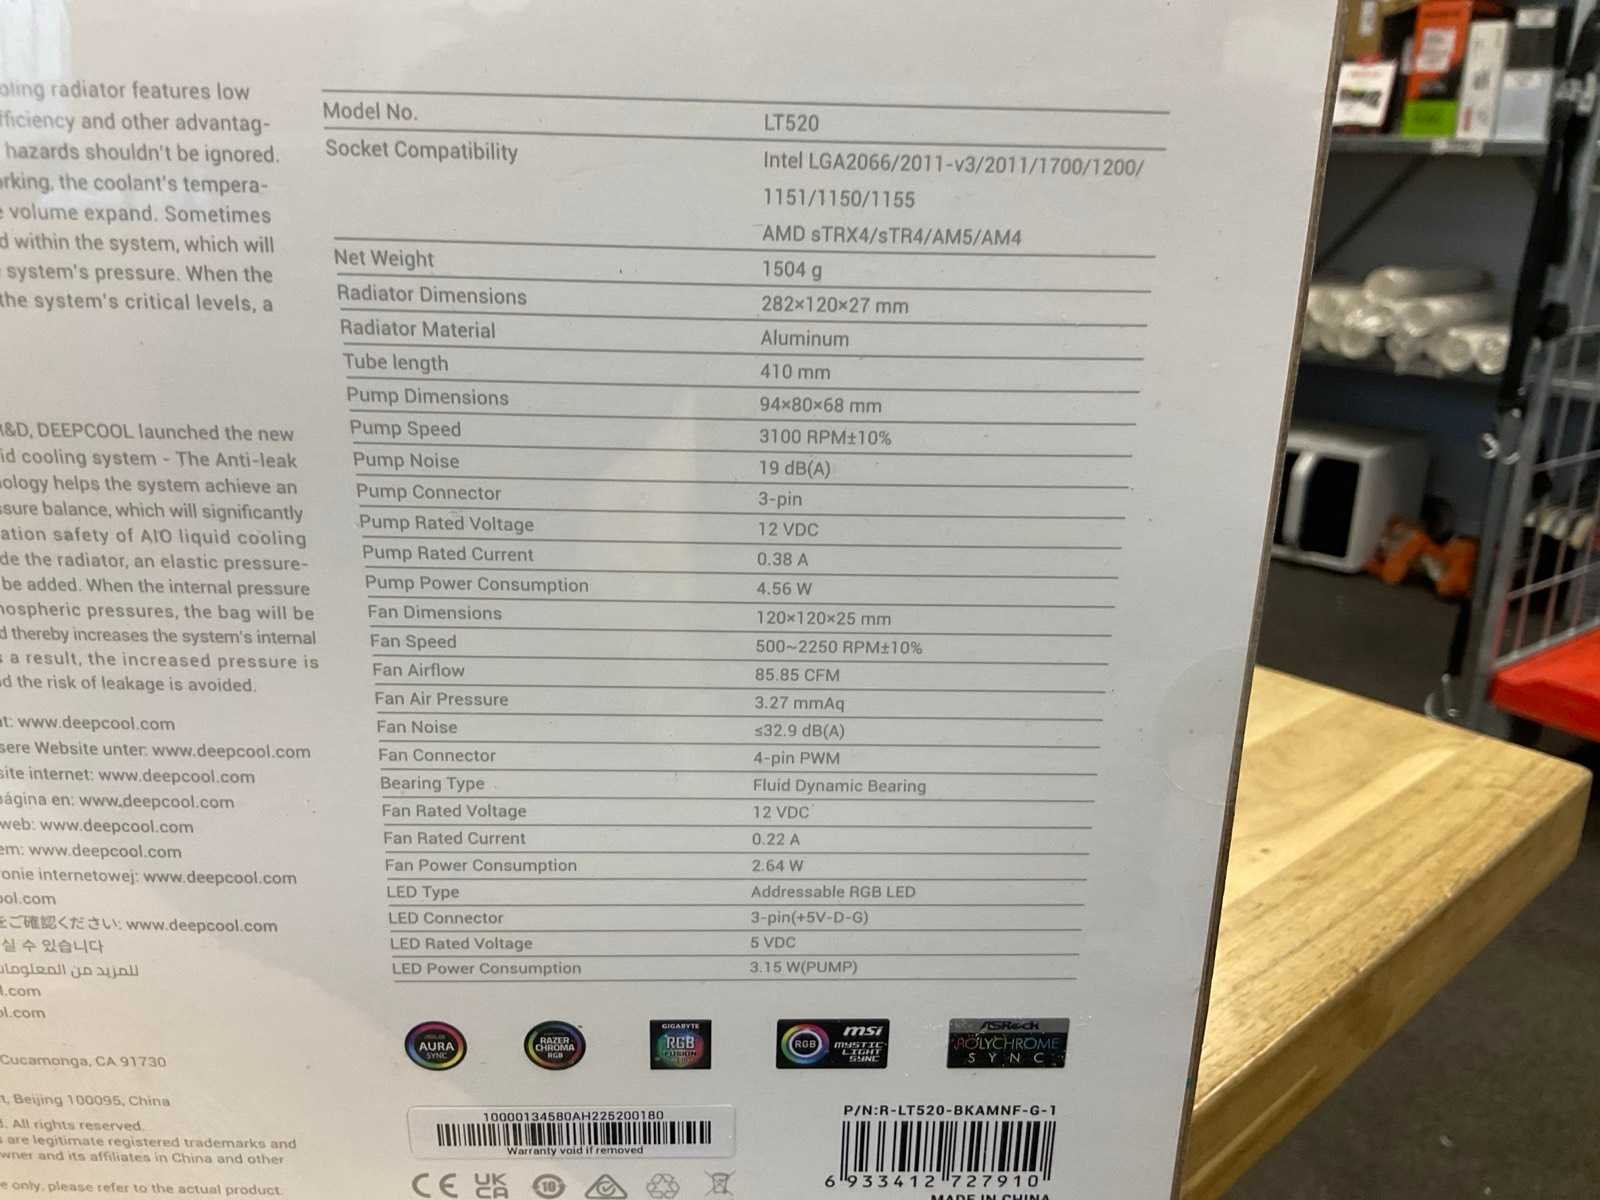 oling radiator features low
fficiency and other advantag-
hazards shouldn't be ignored.
rking, the coolant's tempera-
e volume expand. Sometimes
d within the system, which will
system's pressure. When the
the system's critical levels, a
R&D, DEEPCOOL launched the new
id cooling system - The Anti-leak
nology helps the system achieve an
ssure balance, which will significantly
ation safety of AIO liquid cooling
de the radiator, an elastic pressure-
be added. When the internal pressure
mospheric pressures, the bag will be
d thereby increases the system's internal
s a result, the increased pressure is
d the risk of leakage is avoided.
at: www.deepcool.com
sere Website unter: www.deepcool.com
site internet: www.deepcool.com
página en: www.deepcool.com
web: www.deepcool.com
em: www.deepcool.com
onie internetowej: www.deepcool.com
ool.com
をご確認ください: www.deepcool.com
실 수 있습니다
للمزيد من المعلومات
l.com
ol.com
Cucamonga, CA 91730
t, Beijing 100095, China
d. All rights reserved.
s are legitimate registered trademarks and
wner and its affiliates in China and other
e only, please refer to the actual product.
Model No. LT520
Socket Compatibility Intel LGA2066/2011-v3/2011/1700/1200/
1151/1150/1155
AMD sTRX4/sTR4/AM5/AM4
Net Weight 1504 g
Radiator Dimensions 282×120×27 mm
Radiator Material Aluminum
Tube length 410 mm
Pump Dimensions 94×80×68 mm
Pump Speed 3100 RPM±10%
Pump Noise 19 dB(A)
Pump Connector 3-pin
Pump Rated Voltage 12 VDC
Pump Rated Current 0.38 A
Pump Power Consumption 4.56 W
Fan Dimensions 120×120×25 mm
Fan Speed 500~2250 RPM±10%
Fan Airflow 85.85 CFM
Fan Air Pressure 3.27 mmAq
Fan Noise ≤32.9 dB(A)
Fan Connector 4-pin PWM
Bearing Type Fluid Dynamic Bearing
Fan Rated Voltage 12 VDC
Fan Rated Current 0.22 A
Fan Power Consumption 2.64 W
LED Type Addressable RGB LED
LED Connector 3-pin(+5V-D-G)
LED Rated Voltage 5 VDC
LED Power Consumption 3.15 W(PUMP)
AURA
SYNC
RAZER
CHROMA
RGB
GIGABYTE
RGB
FUSION
RGB
msi
MYSTIC
LIGHT
SYNC
ASRock
POLYCHROME
SYNC
10000134580AH225200180
Warranty void if removed
P/N:R-LT520-BKAMNF-G-1
6 933412 727910
MADE IN CHINA
CE
UK
CA
10